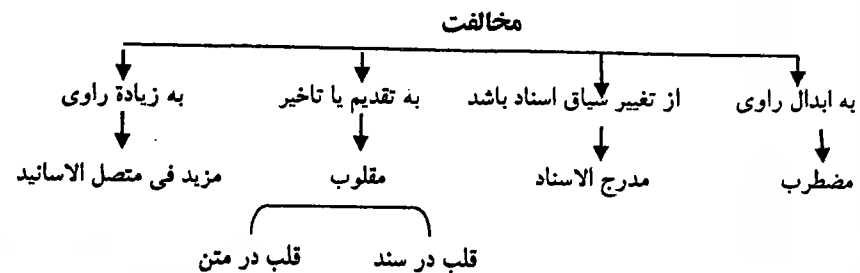 مخالفت
به ابدال راوی از تغییر سیاق اسناد باشد به تقدیم یا تاخیر به زیادة راوی
مضطرب مدرج الاسناد مقلوب مزید فی متصل الاسانید
قلب در سند قلب در متن